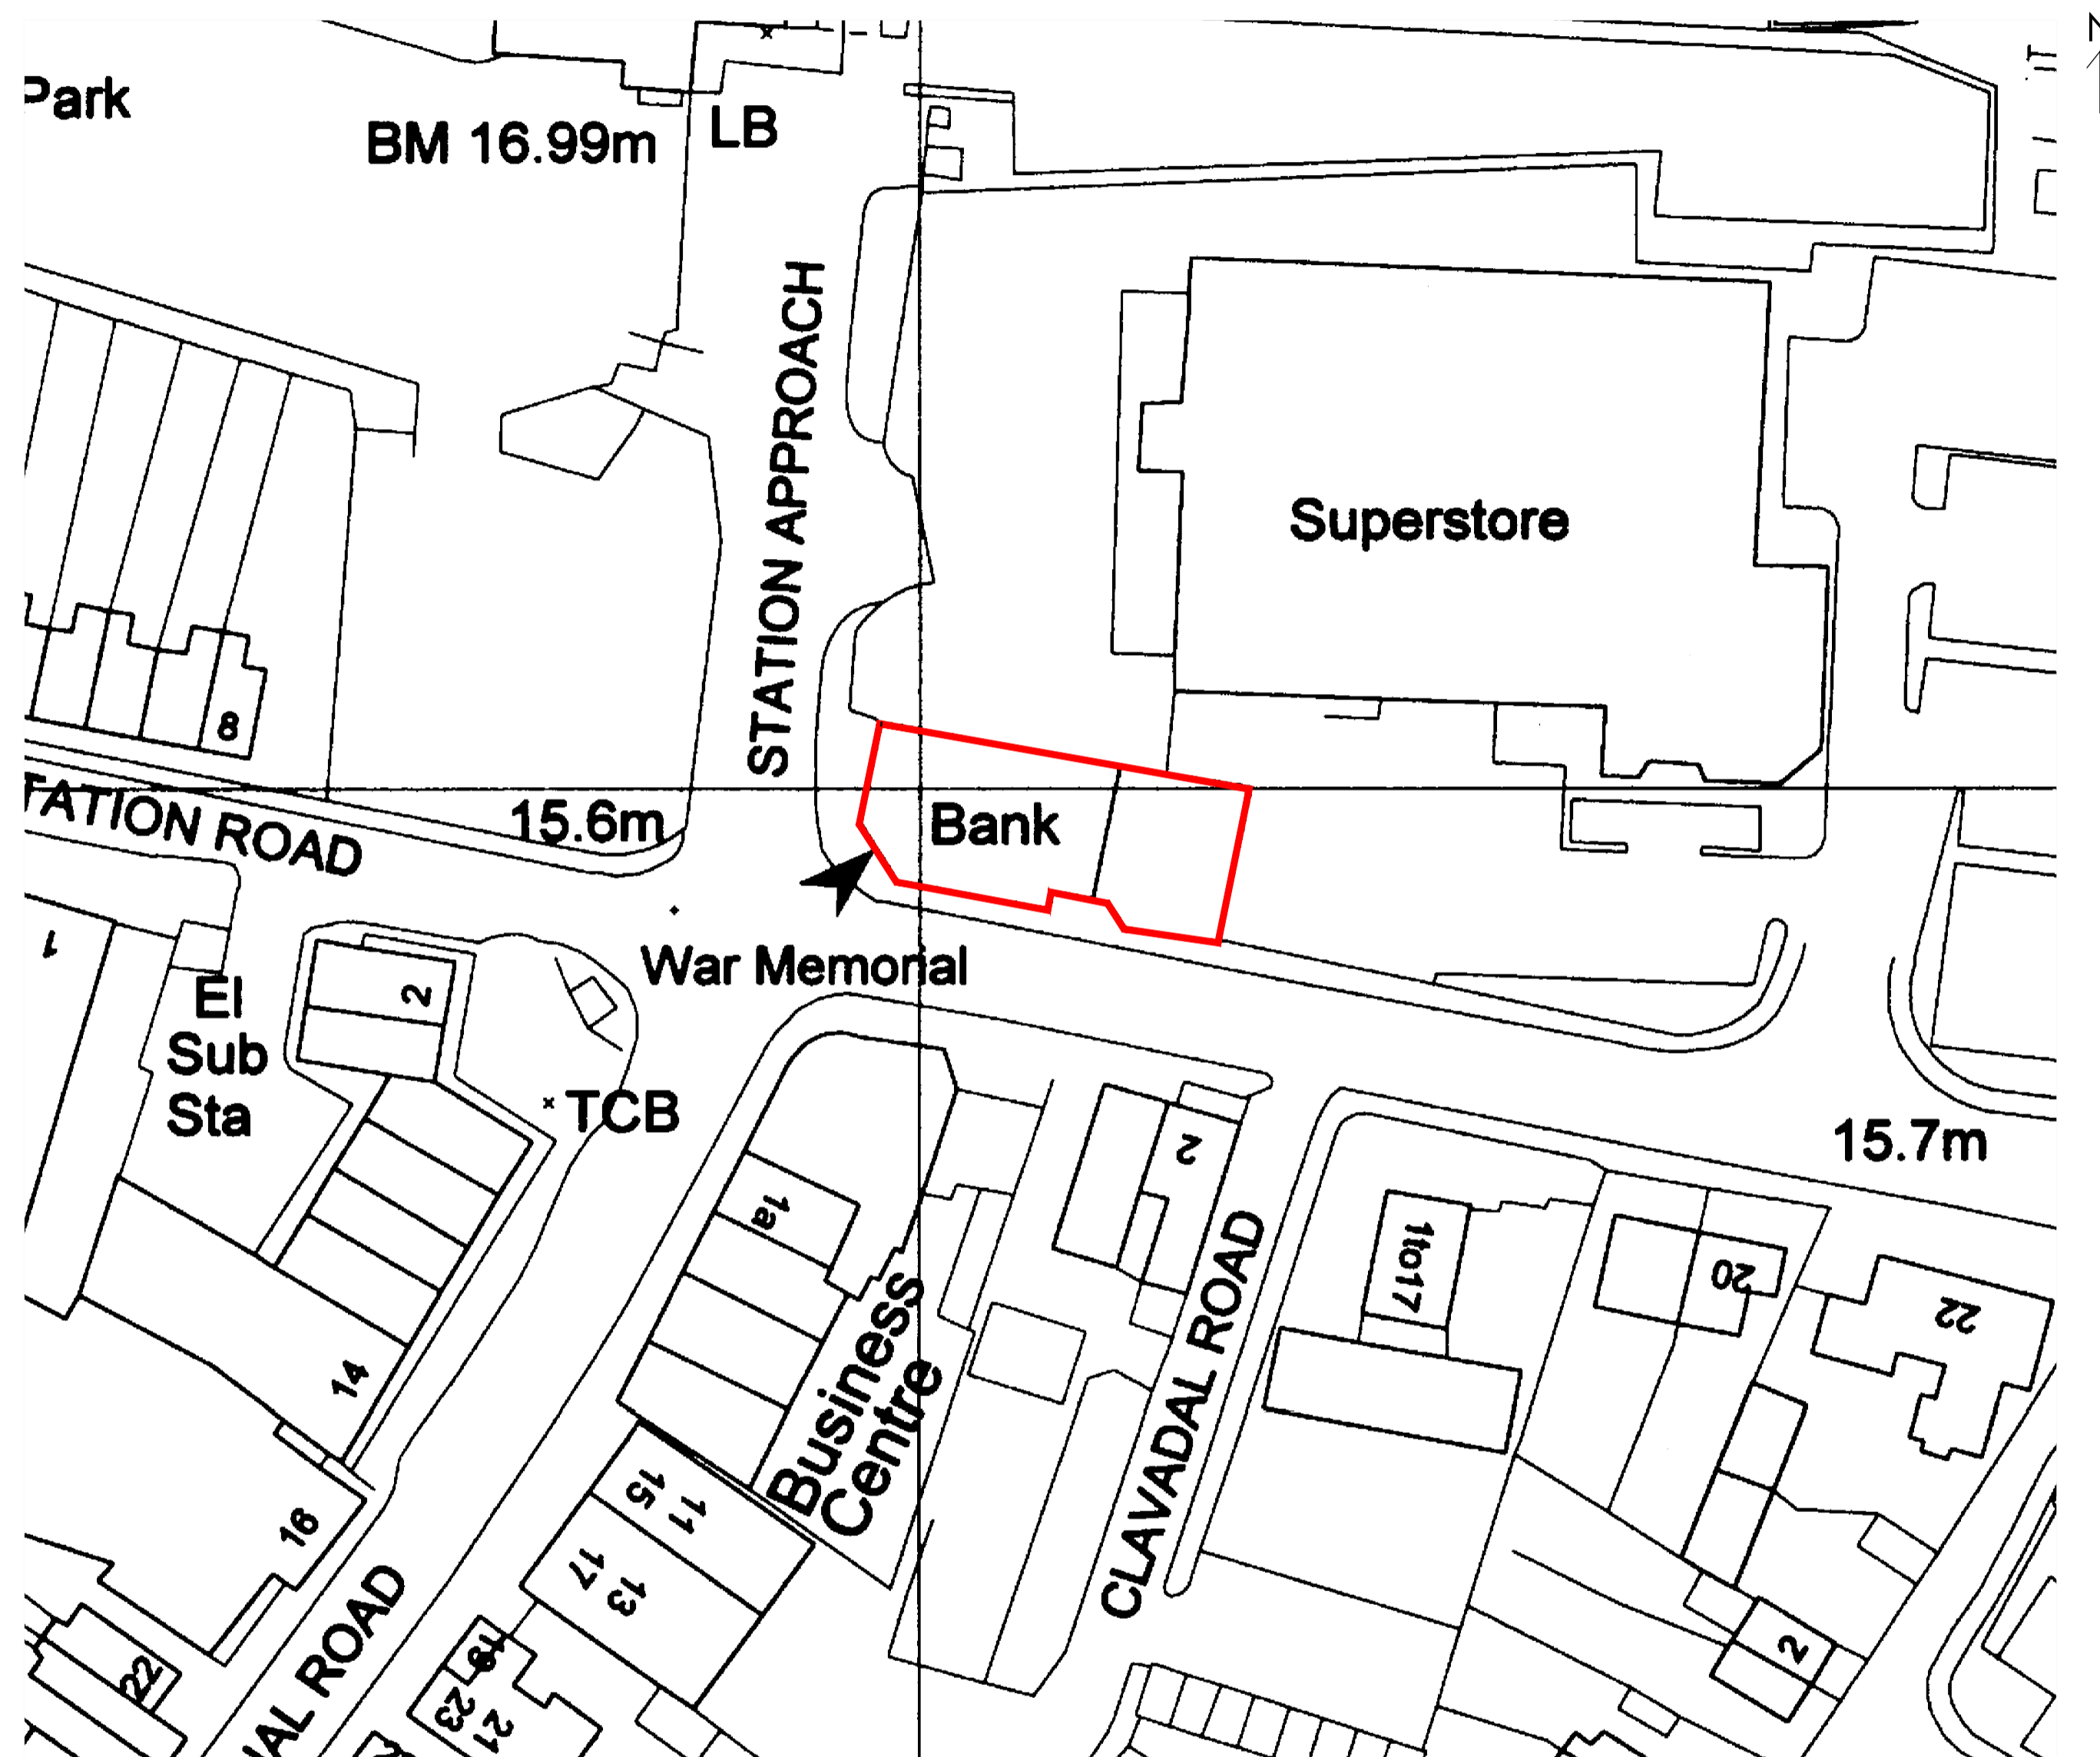 N
Park
BM 16.99m
LB
STATION APPROACH
Superstore
8
TATION ROAD
15.6m
Bank
War Memorial
1
El
Sub
Sta
2
TCB
15.7m
2
1a
1to17
20
22
Business
Centre
CLAVADAL ROAD
14
16
15
11
17
13
19
23
21
22
2
NAL ROAD